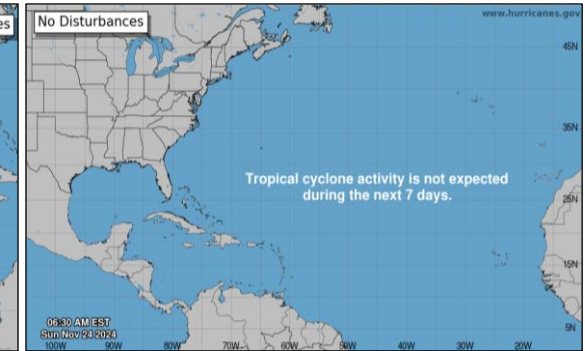 es
No Disturbances
www.hurricanes.gov
45N
35N
Tropical cyclone activity is not expected
during the next 7 days.
25N
15N
5N
06:30 AM EST
Sun Nov 24 2024
100W 90W 80W 70W 60W 50W 40W 30W 20W